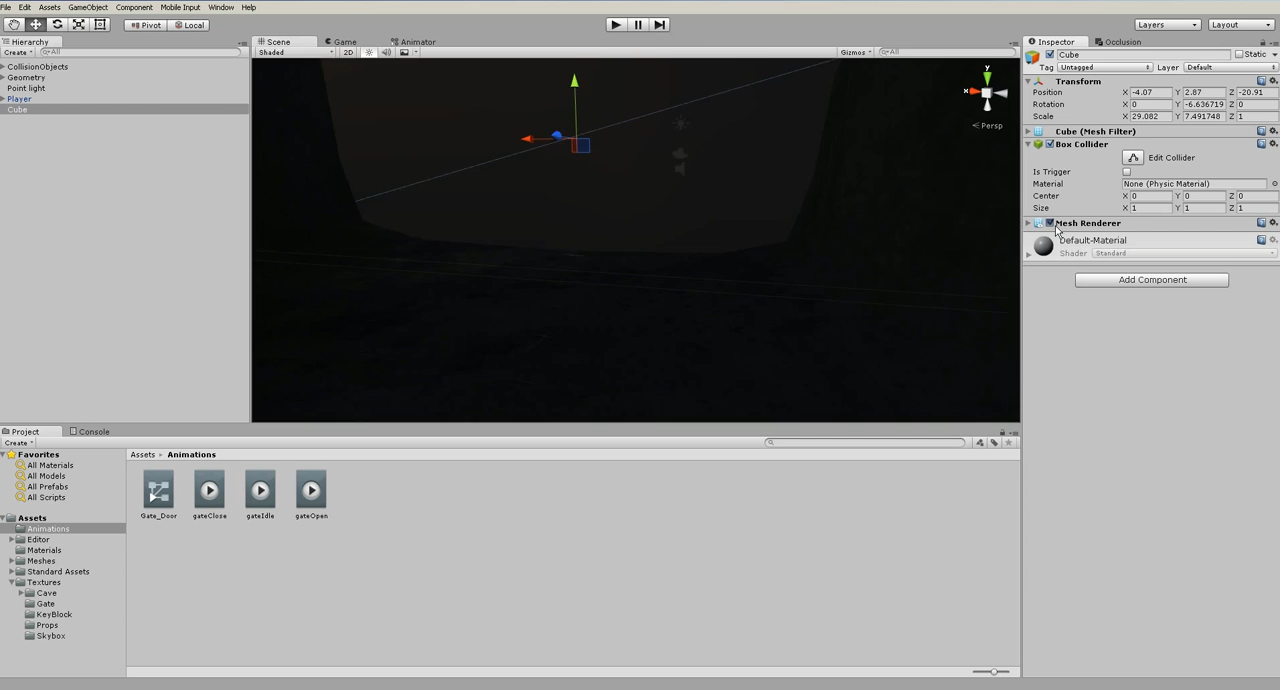 File Edit Assets GameObject Component Mobile Input Window Help
Pivot Local Layers Layout
Hierarchy Scene Game Animator Inspector Occlusion
Create All Shaded 2D Gizmos All Cube Static
CollisionObjects
Geometry
Point light
Player
Cube
y
x
Persp
Tag Untagged Layer Default
Transform
Position X -4.07 Y 2.87 Z -20.91
Rotation X 0 Y -6.636719 Z 0
Scale X 29.082 Y 7.491748 Z 1
Cube (Mesh Filter)
Box Collider
Edit Collider
Is Trigger
Material None (Physic Material)
Center X 0 Y 0 Z 0
Size X 1 Y 1 Z 1
Mesh Renderer
Default-Material
Shader Standard
Add Component
Project Console
Create
Favorites
All Materials
All Models
All Prefabs
All Scripts
Assets
Animations
Editor
Materials
Meshes
Standard Assets
Textures
Cave
Gate
KeyBlock
Props
Skybox
Assets Animations
Gate_Door gateClose gateIdle gateOpen